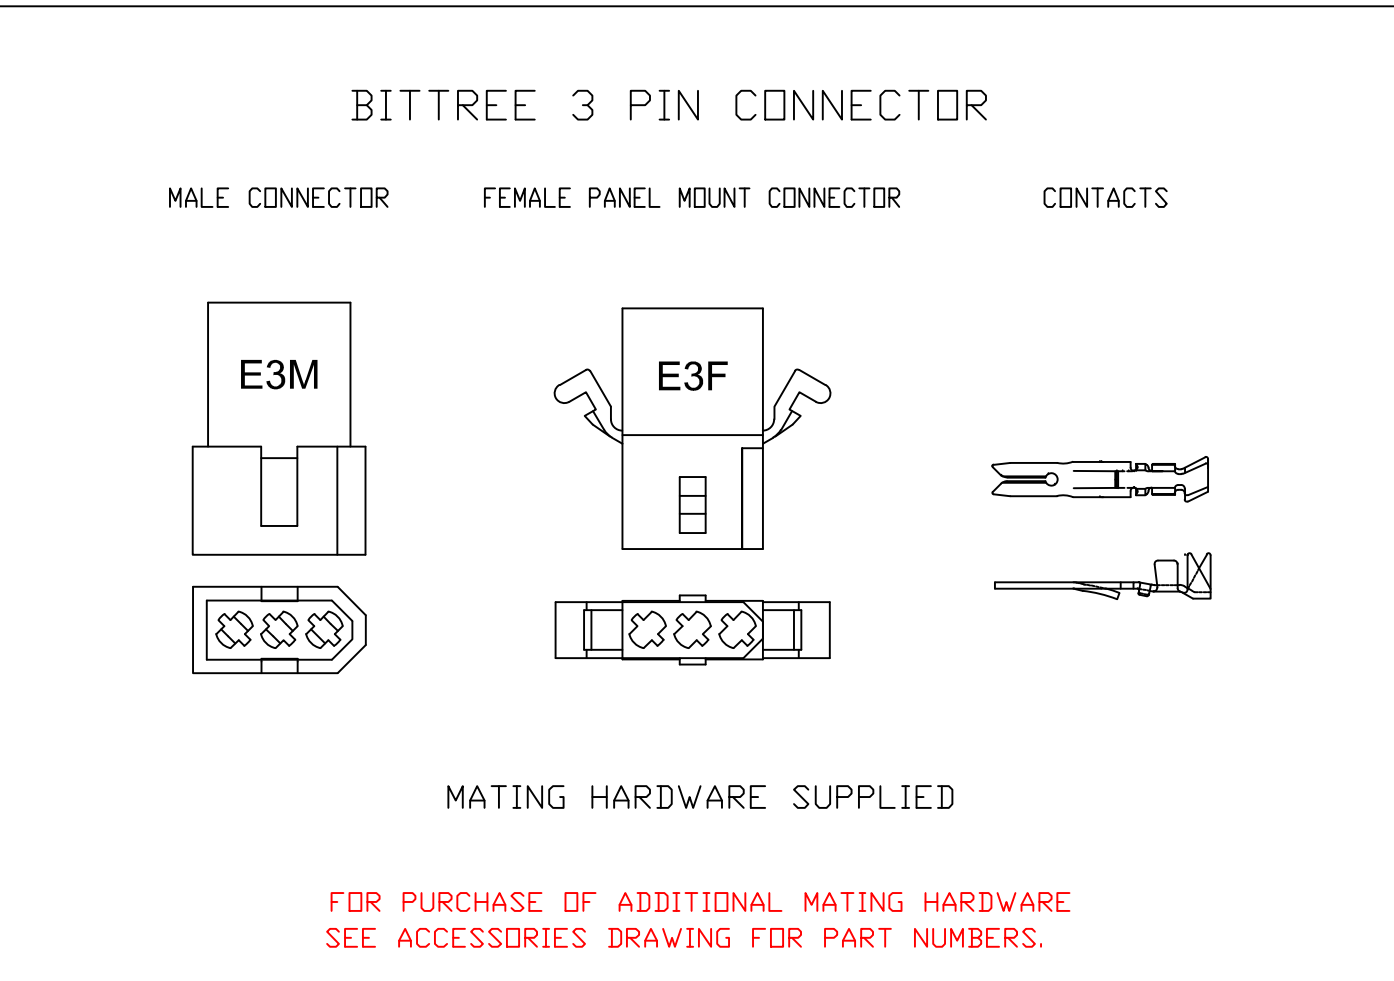 BITTREE 3 PIN CONNECTOR
MALE CONNECTOR
FEMALE PANEL MOUNT CONNECTOR
CONTACTS
E3M
E3F
MATING HARDWARE SUPPLIED
FOR PURCHASE OF ADDITIONAL MATING HARDWARE
SEE ACCESSORIES DRAWING FOR PART NUMBERS.